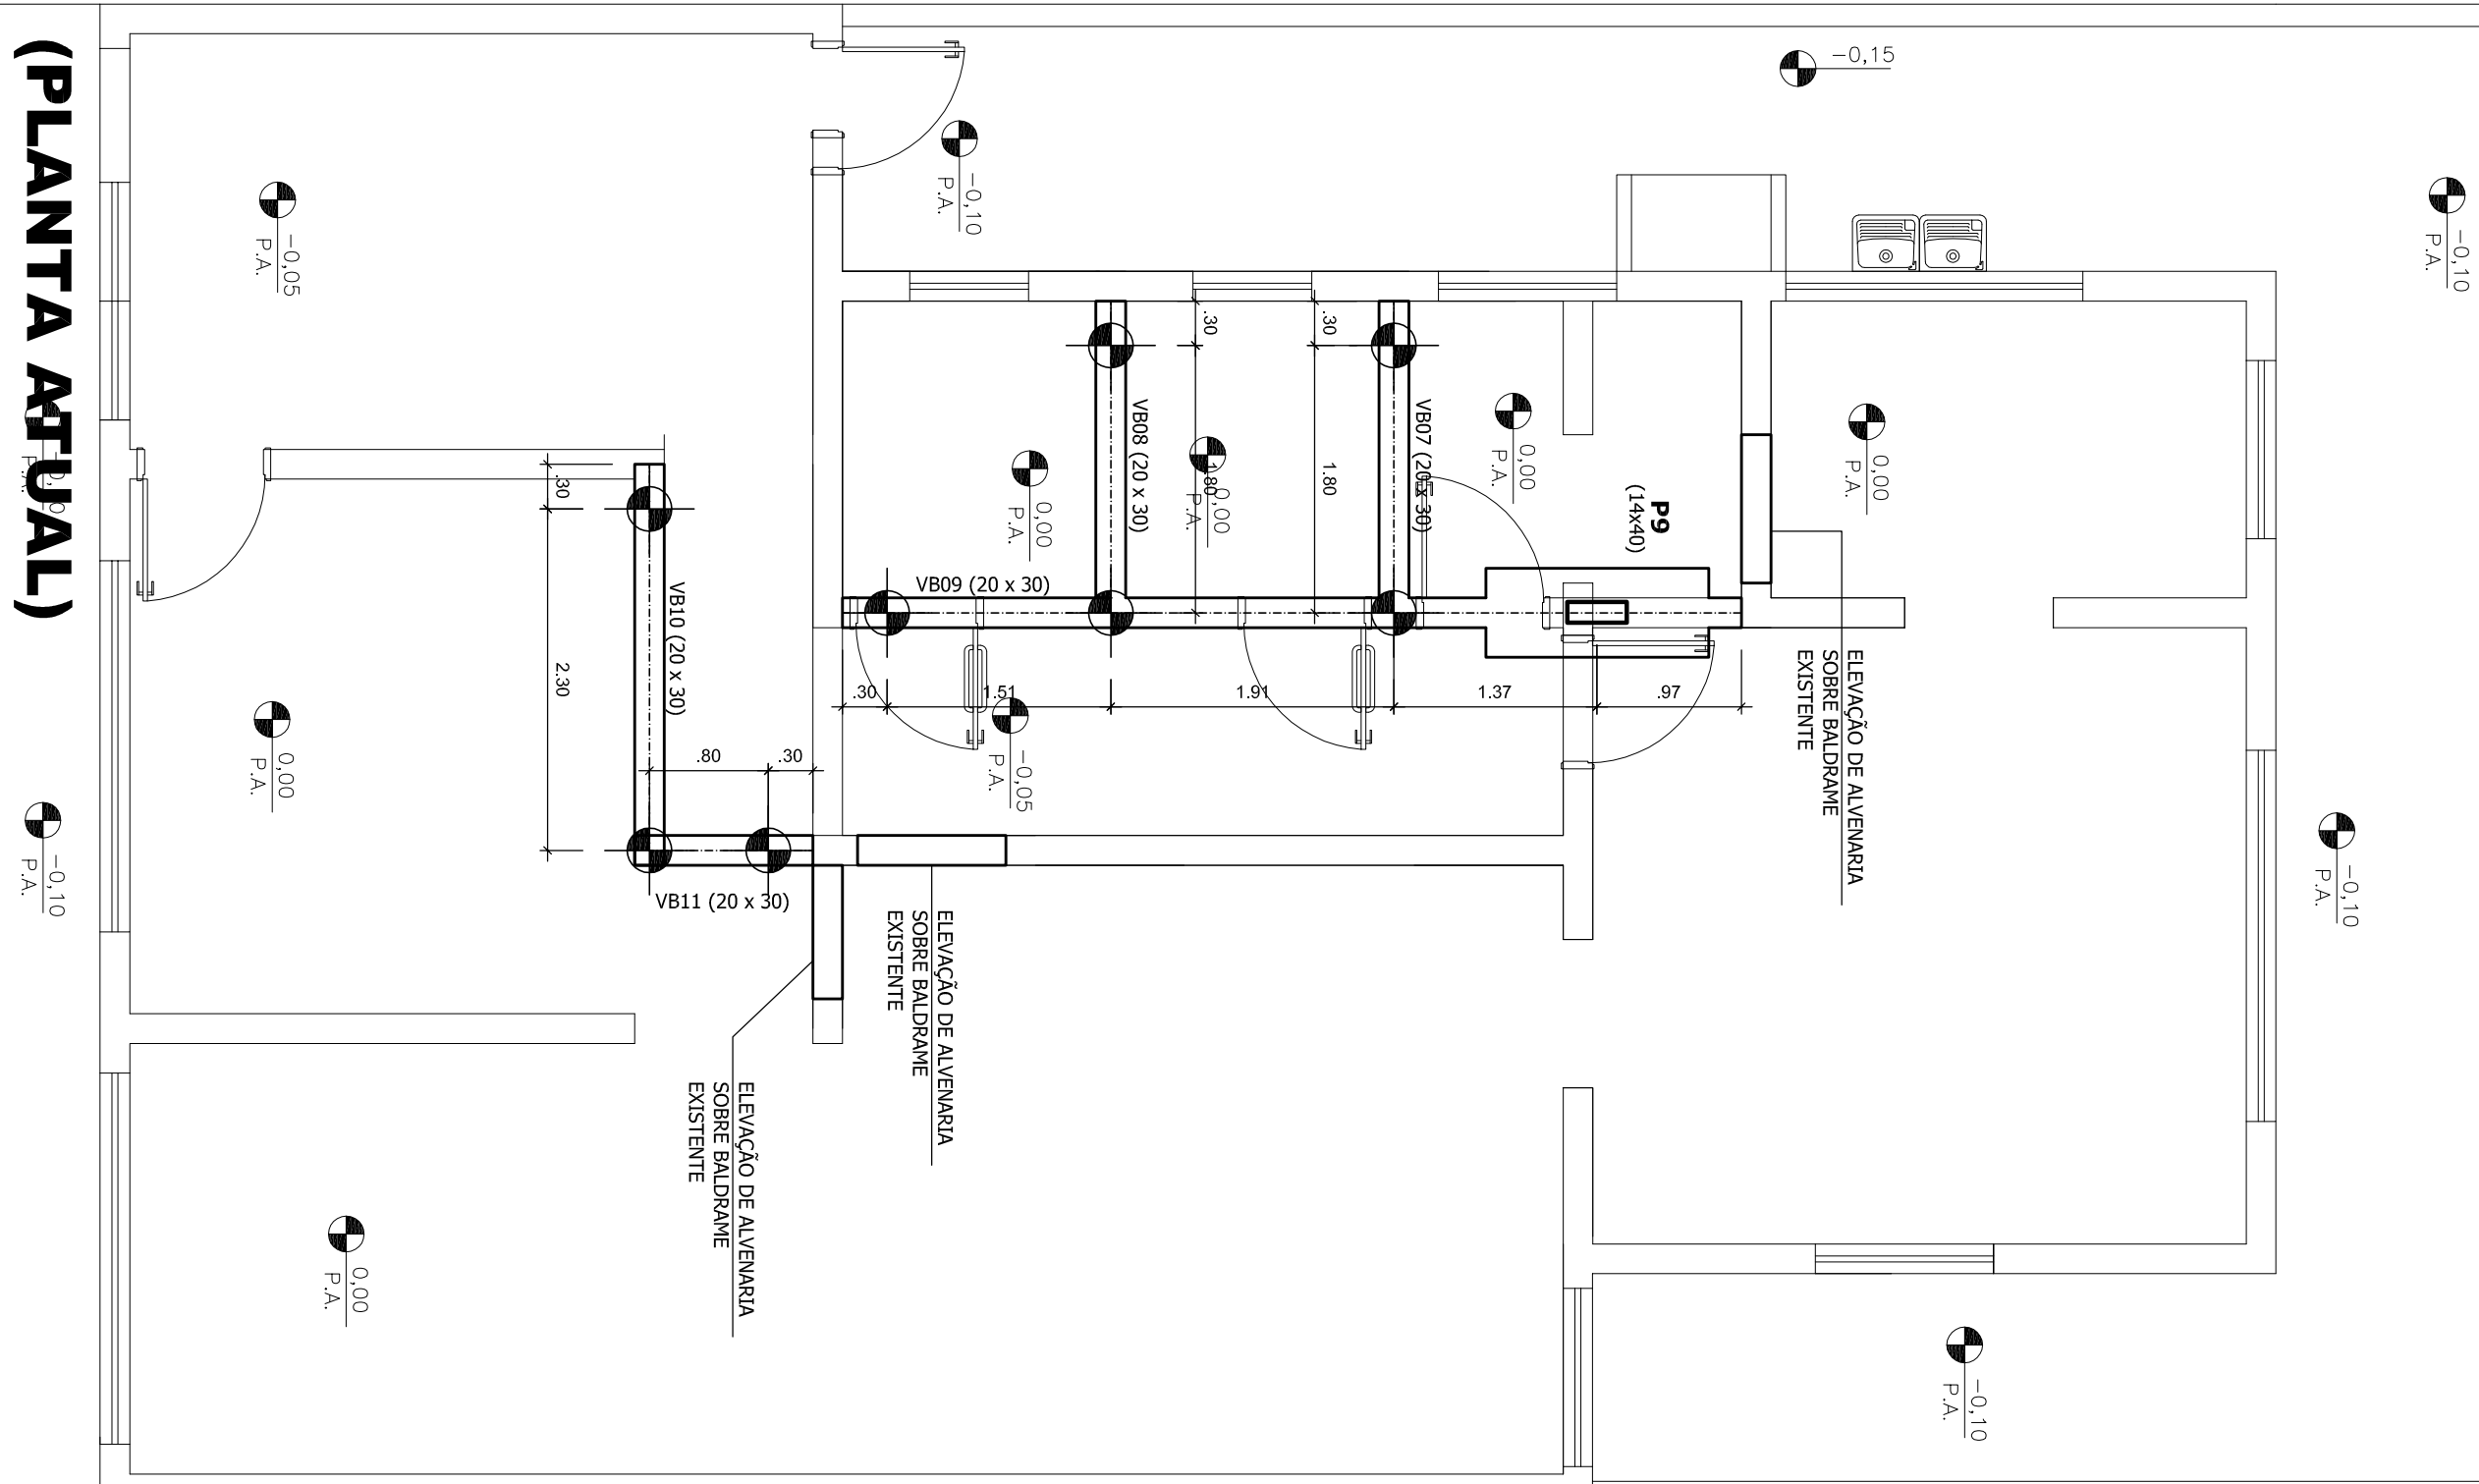 (PLANTA ATUAL)
-0,15
-0,10
P.A.
-0,10
P.A.
-0,05
P.A.
.30
.30
VB08 (20 x 30)
VB07 (20 x 30)
1.80
1.80
0,00
P.A.
0,00
P.A.
0,00
P.A.
0,00
P.A.
P9
(14x40)
P.A.
.30
VB09 (20 x 30)
VB10 (20 x 30)
2.30
.30
1.51
1.91
1.37
.97
ELEVAÇÃO DE ALVENARIA
SOBRE BALDRAME
EXISTENTE
0,00
P.A.
.80
.30
-0,05
P.A.
-0,10
P.A.
-0,10
P.A.
VB11 (20 x 30)
ELEVAÇÃO DE ALVENARIA
SOBRE BALDRAME
EXISTENTE
ELEVAÇÃO DE ALVENARIA
SOBRE BALDRAME
EXISTENTE
0,00
P.A.
-0,10
P.A.